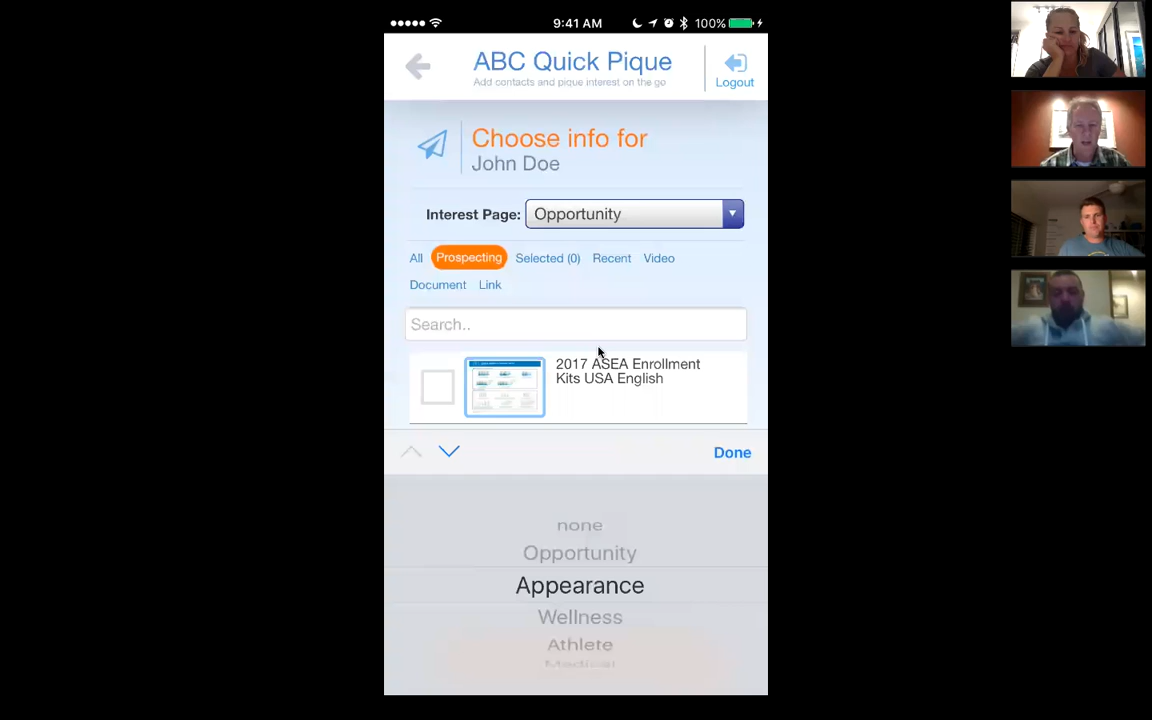 9:41 AM
100%
ABC Quick Pique
Add contacts and pique interest on the go
Logout
Choose info for
John Doe
Interest Page: Opportunity
All Prospecting Selected (0) Recent Video
Document Link
Search..
2017 ASEA Enrollment
Kits USA English
Done
none
Opportunity
Appearance
Wellness
Athlete
Medical